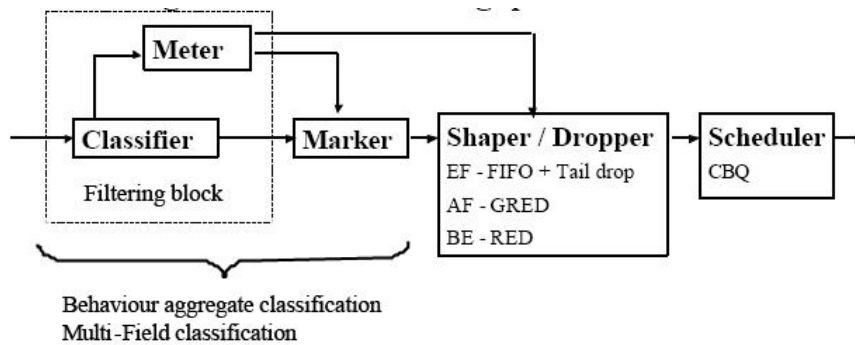 Meter
Classifier
Marker
Shaper / Dropper
EF - FIFO + Tail drop
AF - GRED
BE - RED
Scheduler
CBQ
Filtering block
Behaviour aggregate classification
Multi-Field classification